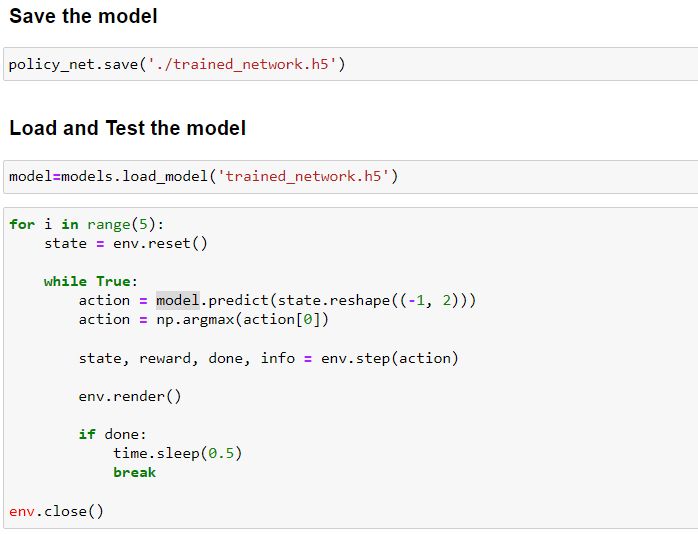 Save the model
policy_net.save('./trained_network.h5')
Load and Test the model
model=models.load_model('trained_network.h5')
for i in range(5):
    state = env.reset()
    while True:
        action = model.predict(state.reshape((-1, 2)))
        action = np.argmax(action[0])
        state, reward, done, info = env.step(action)
        env.render()
        if done:
            time.sleep(0.5)
            break
env.close()